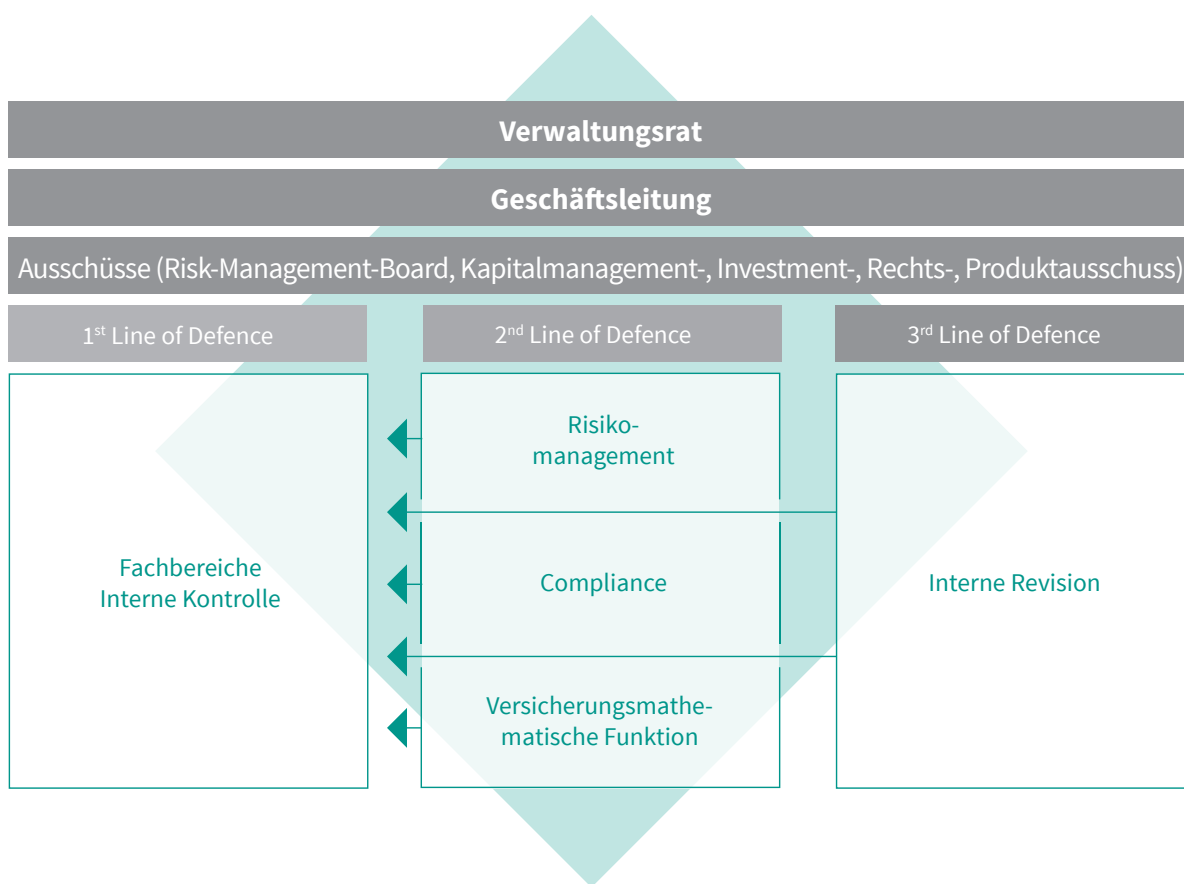 Verwaltungsrat
Geschäftsleitung
Ausschüsse (Risk-Management-Board, Kapitalmanagement-, Investment-, Rechts-, Produktausschuss)
1st Line of Defence
2nd Line of Defence
3rd Line of Defence
Fachbereiche
Interne Kontrolle
Risiko-
management
Compliance
Versicherungsmathe-
matische Funktion
Interne Revision